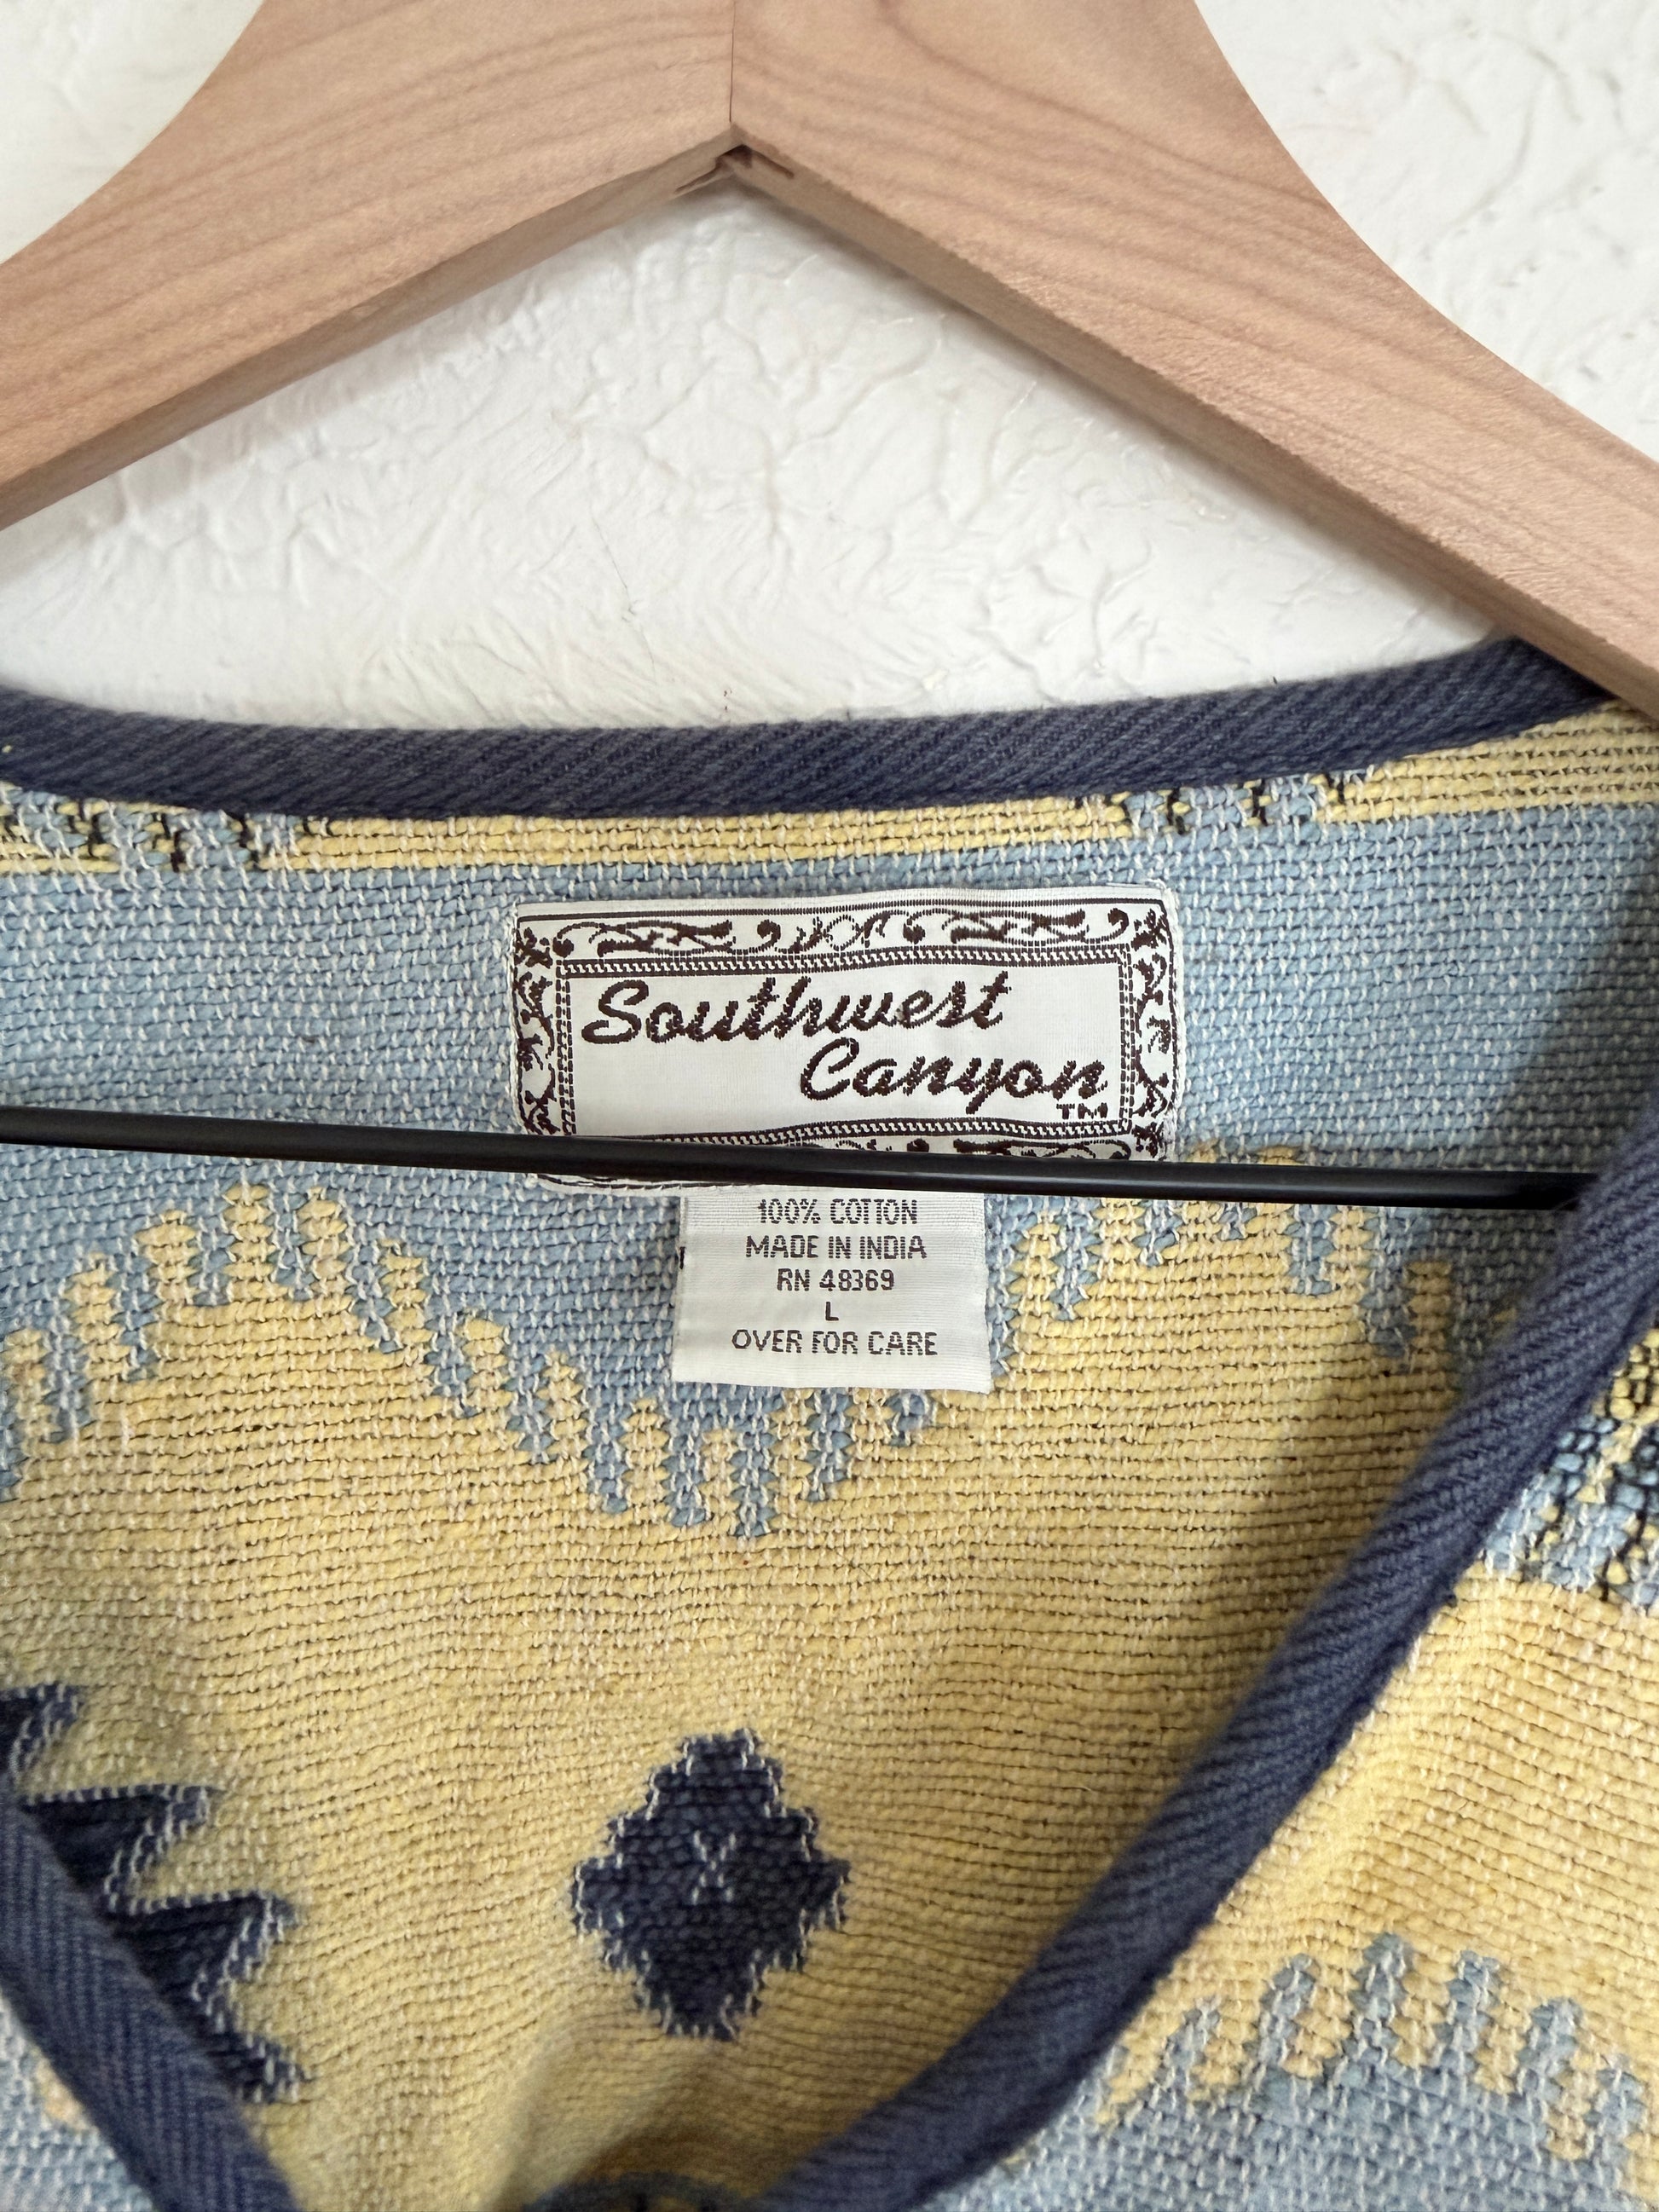 Southwest
Canyon
TM
100% COTTON
MADE IN INDIA
RN 48369
L
OVER FOR CARE